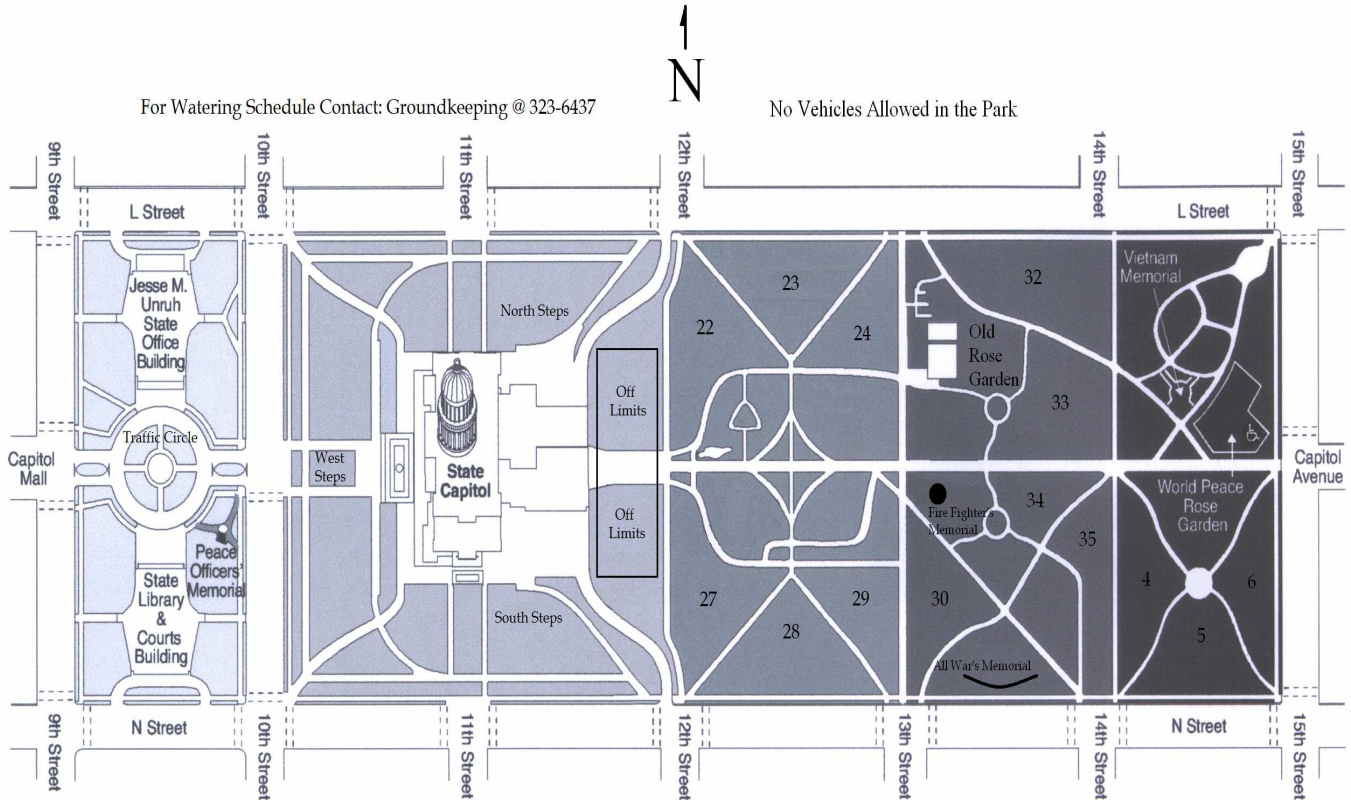 N
For Watering Schedule Contact: Groundkeeping @ 323-6437
No Vehicles Allowed in the Park
9th Street
10th Street
11th Street
12th Street
14th Street
15th Street
L Street
L Street
Jesse M.
Unruh
State
Office
Building
Traffic Circle
Capitol
Mall
Peace
Officers'
Memorial
State
Library
&
Courts
Building
North Steps
West
Steps
State
Capitol
South Steps
Off
Limits
Off
Limits
22
23
24
27
28
29
Old
Rose
Garden
32
33
Fire Fighter's
Memorial
34
35
30
All War's Memorial
Vietnam
Memorial
World Peace
Rose
Garden
4
5
6
Capitol
Avenue
N Street
N Street
9th Street
10th Street
11th Street
12th Street
13th Street
14th Street
15th Street